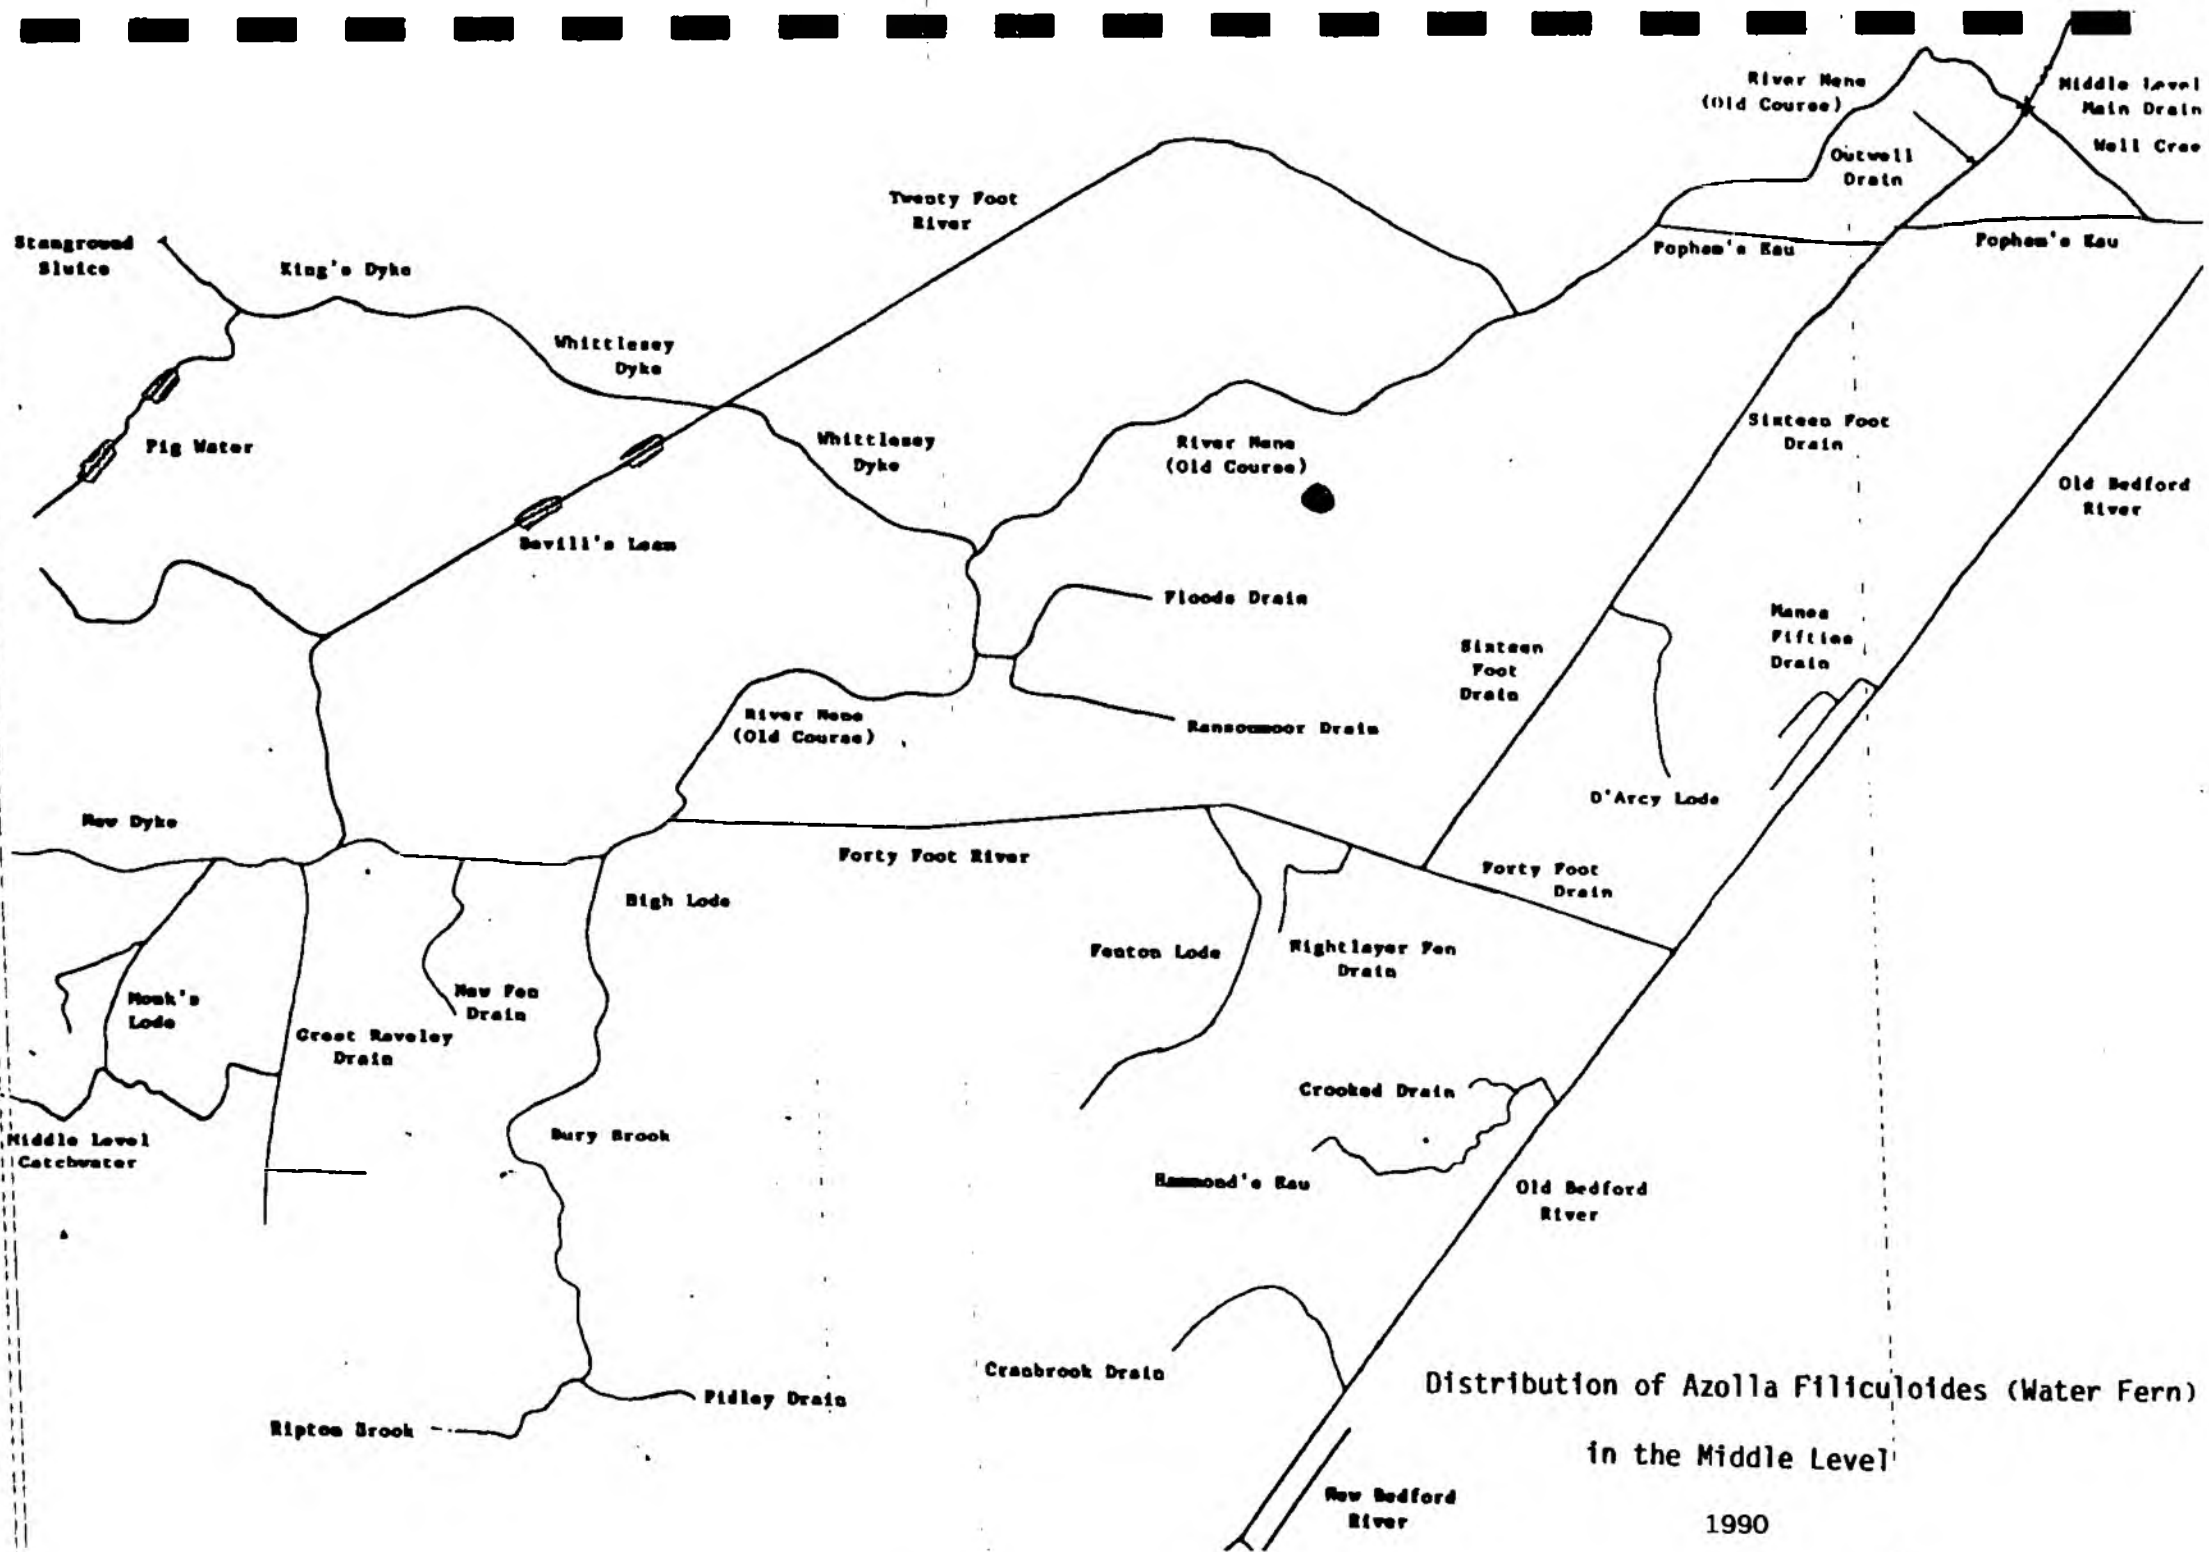 River Nene
(Old Course)
Middle Level
Main Drain
Well Cree
Outwell
Drain
Twenty Foot
River
Stanground
Sluice
King's Dyke
Popham's Eau
Popham's Eau
Whittlesey
Dyke
Pig Water
Whittlesey
Dyke
River Nene
(Old Course)
Sixteen Foot
Drain
Old Bedford
River
Bevill's Leam
Floods Drain
Manea
Fifties
Drain
Sixteen
Foot
Drain
River Nene
(Old Course)
Ransonmoor Drain
D'Arcy Lode
New Dyke
Forty Foot River
Forty Foot
Drain
High Lode
Fenton Lode
Nightlayer Fen
Drain
Monk's
Lode
New Fen
Drain
Great Raveley
Drain
Crooked Drain
Middle Level
Catchwater
Bury Brook
Hammond's Eau
Old Bedford
River
Cranbrook Drain
Pidley Drain
Ripton Brook
Distribution of Azolla Filiculoides (Water Fern)
in the Middle Level
New Bedford
River
1990